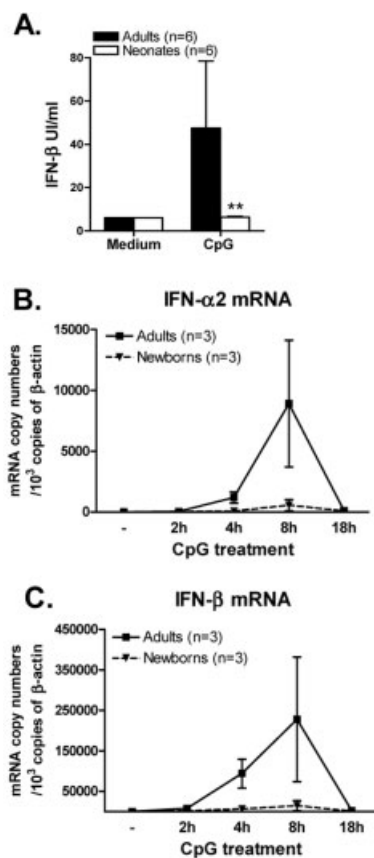 A.
Adults (n=6)
Neonates (n=6)
IFN-β UI/ml
80
60
40
20
0
**
Medium CpG
B. IFN-α2 mRNA
Adults (n=3)
Newborns (n=3)
mRNA copy numbers
/10³ copies of β-actin
15000
10000
5000
0
- 2h 4h 8h 18h
CpG treatment
C. IFN-β mRNA
Adults (n=3)
Newborns (n=3)
mRNA copy numbers
/10³ copies of β-actin
450000
350000
250000
150000
50000
- 2h 4h 8h 18h
CpG treatment